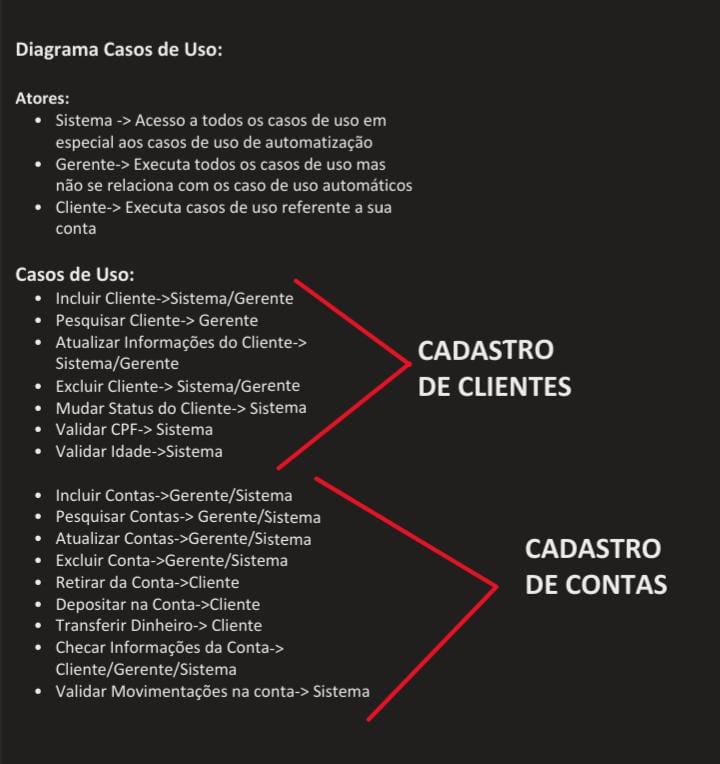 Diagrama Casos de Uso:
Atores:
• Sistema -> Acesso a todos os casos de uso em
especial aos casos de uso de automatização
• Gerente-> Executa todos os casos de uso mas
não se relaciona com os caso de uso automáticos
• Cliente-> Executa casos de uso referente a sua
conta
Casos de Uso:
• Incluir Cliente->Sistema/Gerente
• Pesquisar Cliente-> Gerente
• Atualizar Informações do Cliente->
Sistema/Gerente
• Excluir Cliente-> Sistema/Gerente
• Mudar Status do Cliente-> Sistema
• Validar CPF-> Sistema
• Validar Idade->Sistema
CADASTRO
DE CLIENTES
• Incluir Contas->Gerente/Sistema
• Pesquisar Contas-> Gerente/Sistema
• Atualizar Contas->Gerente/Sistema
• Excluir Conta->Gerente/Sistema
• Retirar da Conta->Cliente
• Depositar na Conta->Cliente
• Transferir Dinheiro-> Cliente
• Checar Informações da Conta->
Cliente/Gerente/Sistema
• Validar Movimentações na conta-> Sistema
CADASTRO
DE CONTAS